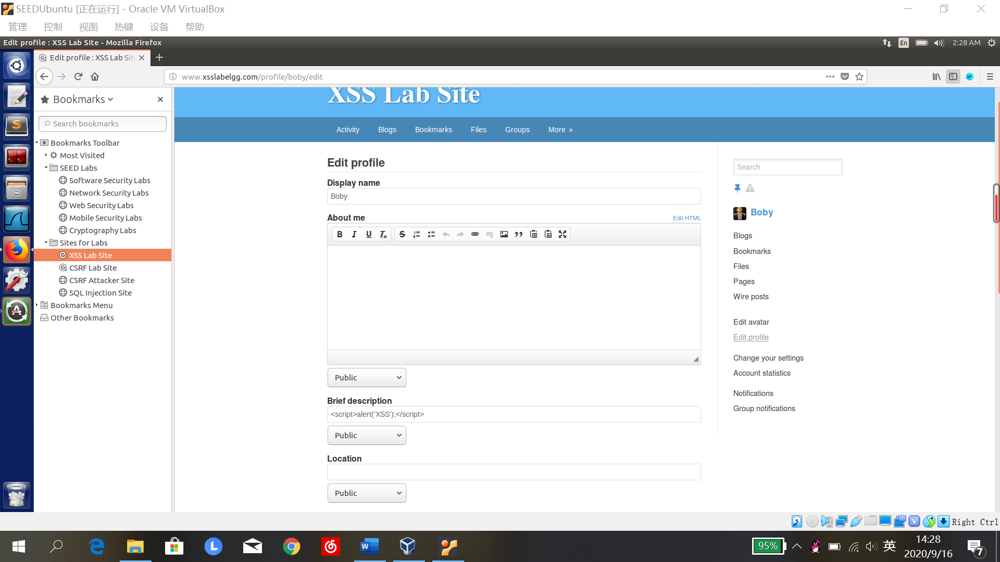 SEEDUbuntu [正在运行] - Oracle VM VirtualBox
管理 控制 视图 热键 设备 帮助
Edit profile : XSS Lab Site - Mozilla Firefox
En
2:28 AM
Edit profile : XSS Lab Site
www.xsslabelgg.com/profile/boby/edit
Bookmarks
Search bookmarks
Bookmarks Toolbar
Most Visited
SEED Labs
Software Security Labs
Network Security Labs
Web Security Labs
Mobile Security Labs
Cryptography Labs
Sites for Labs
XSS Lab Site
CSRF Lab Site
CSRF Attacker Site
SQL Injection Site
Bookmarks Menu
Other Bookmarks
XSS Lab Site
Activity Blogs Bookmarks Files Groups More »
Edit profile
Display name
Boby
About me
Edit HTML
B I U Tx S
Public
Brief description
<script>alert('XSS');</script>
Public
Location
Public
Search
Boby
Blogs
Bookmarks
Files
Pages
Wire posts
Edit avatar
Edit profile
Change your settings
Account statistics
Notifications
Group notifications
Right Ctrl
95%
英
14:28
2020/9/16
7